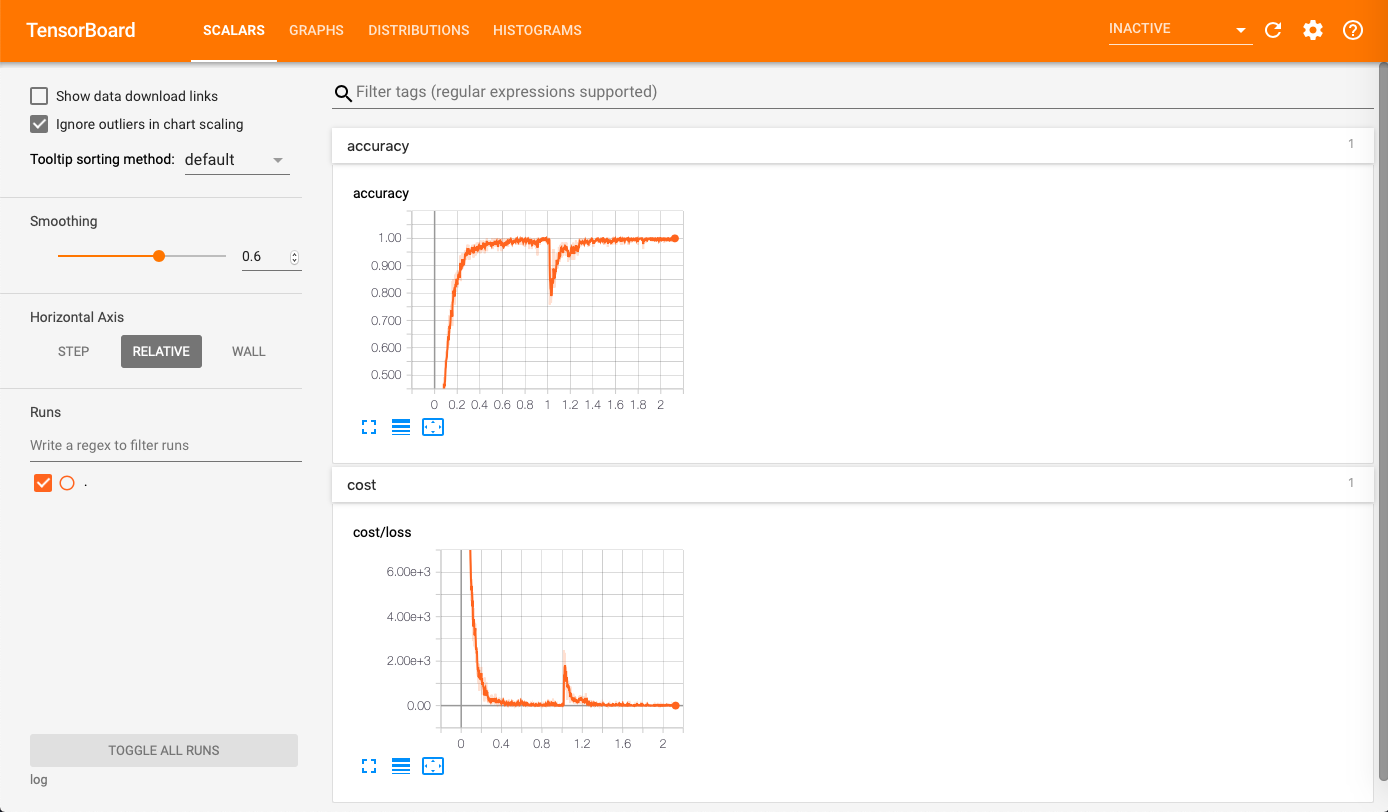 TensorBoard SCALARS GRAPHS DISTRIBUTIONS HISTOGRAMS INACTIVE
Show data download links
Ignore outliers in chart scaling
Tooltip sorting method: default
Smoothing
0.6
Horizontal Axis
STEP RELATIVE WALL
Runs
Write a regex to filter runs
.
TOGGLE ALL RUNS
log
Filter tags (regular expressions supported)
accuracy 1
accuracy
1.00
0.900
0.800
0.700
0.600
0.500
0 0.2 0.4 0.6 0.8 1 1.2 1.4 1.6 1.8 2
cost 1
cost/loss
6.00e+3
4.00e+3
2.00e+3
0.00
0 0.4 0.8 1.2 1.6 2